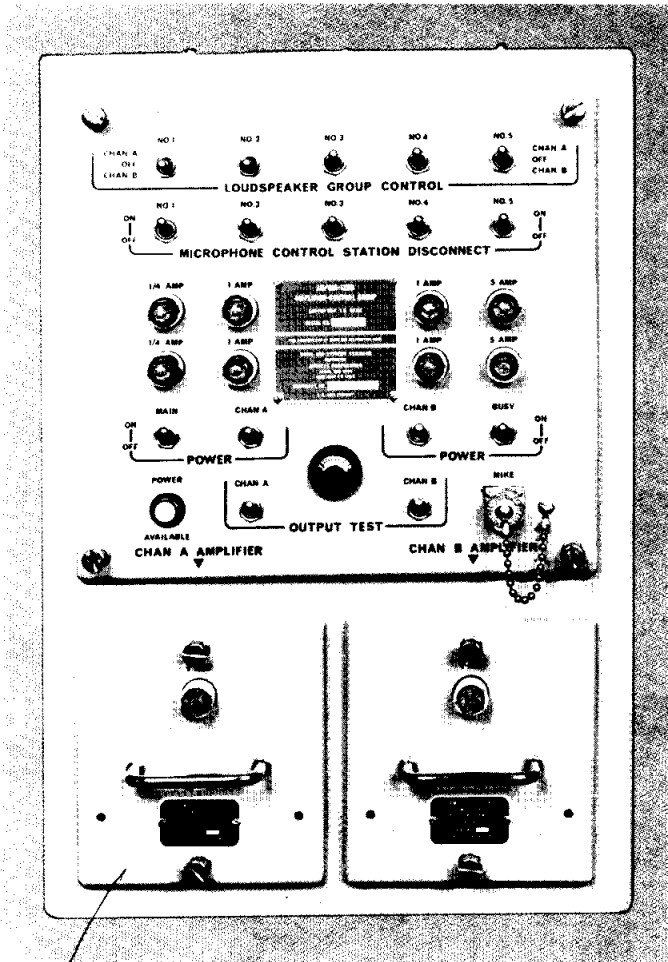 NO 1 NO 2 NO 3 NO 4 NO. 5
CHAN A CHAN A
OFF OFF
CHAN B CHAN B
LOUDSPEAKER GROUP CONTROL
NO. 1 NO. 2 NO. 3 NO. 4 NO. 5
ON ON
OFF OFF
MICROPHONE CONTROL STATION DISCONNECT
1/4 AMP 1 AMP 1 AMP 5 AMP
1/4 AMP 1 AMP 1 AMP 5 AMP
MAIN CHAN A CHAN B BUSY
ON ON
OFF OFF
POWER POWER
POWER CHAN A CHAN B MIKE
AVAILABLE OUTPUT TEST
CHAN A AMPLIFIER CHAN B AMPLIFIER